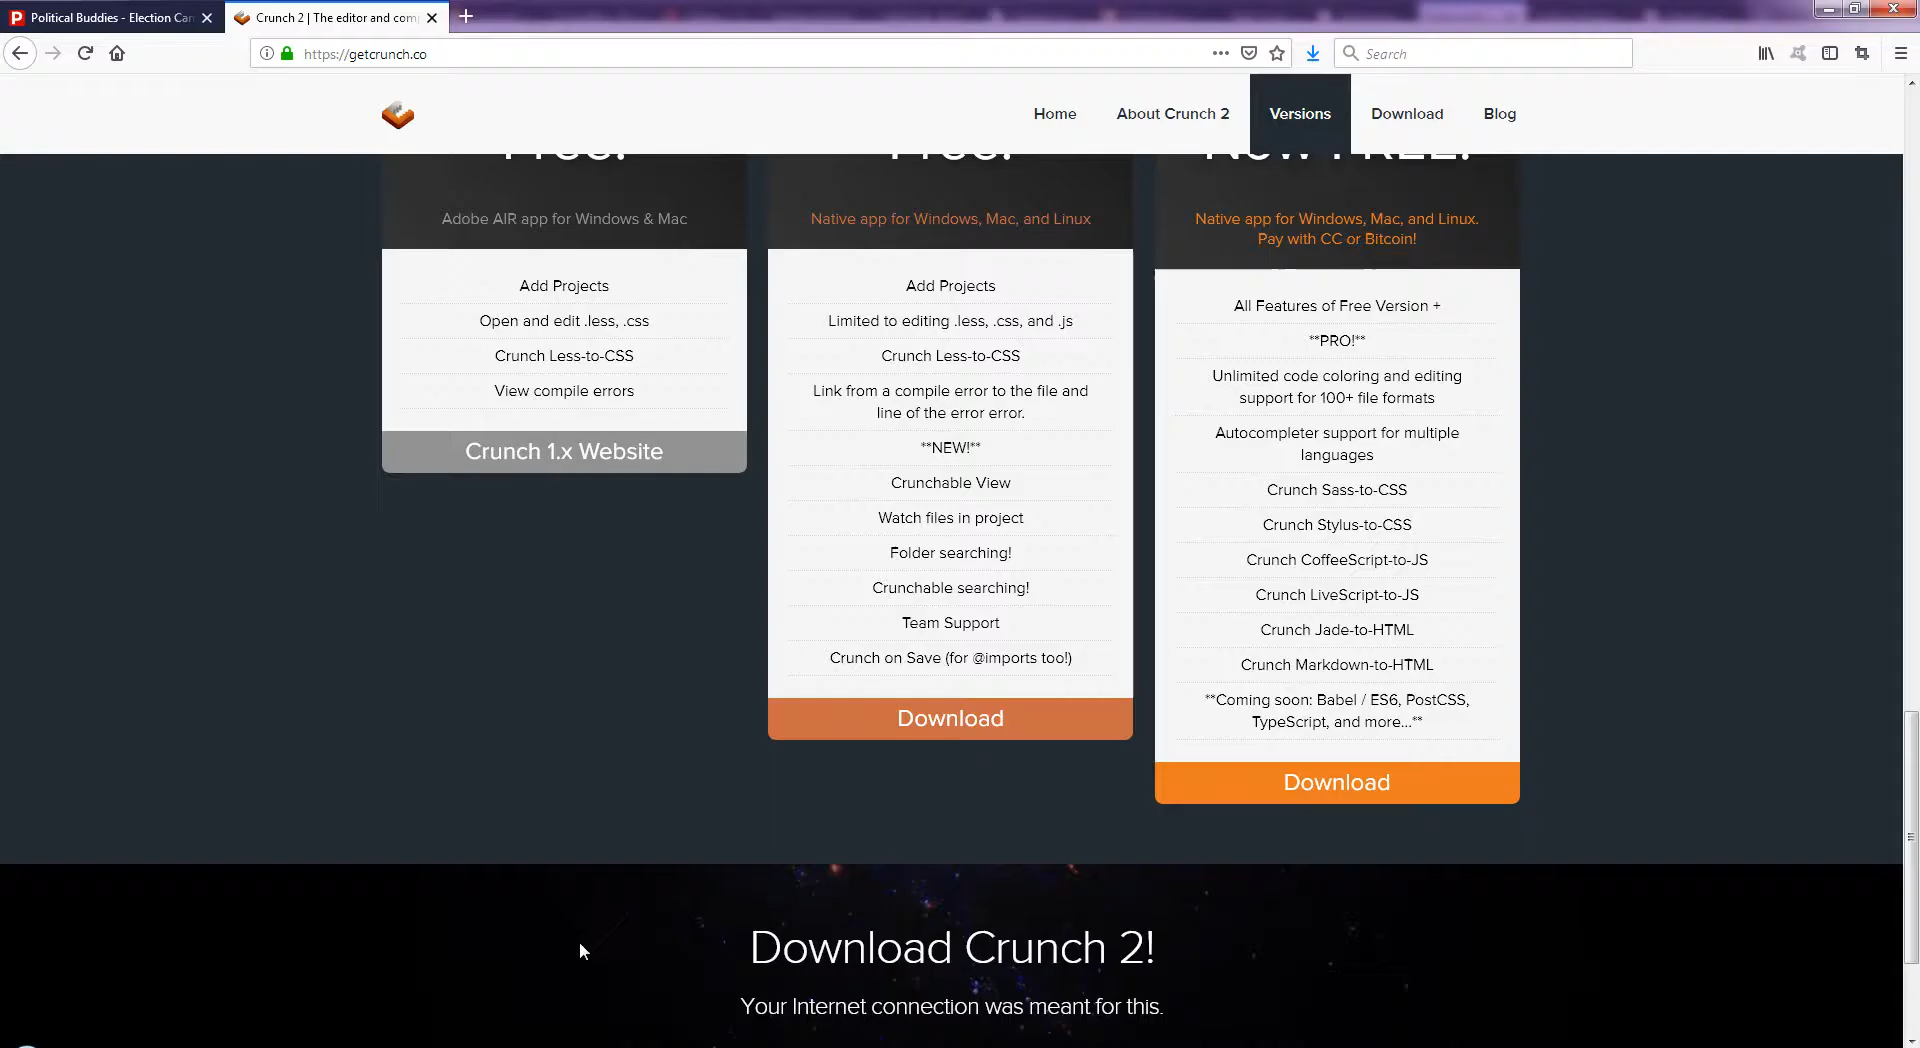 Political Buddies - Election Can
Crunch 2 | The editor and comp
https://getcrunch.co
Search
Home
About Crunch 2
Versions
Download
Blog
Free!
Free!
Now FREE!
Adobe AIR app for Windows & Mac
Add Projects
Open and edit .less, .css
Crunch Less-to-CSS
View compile errors
Crunch 1.x Website
Native app for Windows, Mac, and Linux
Add Projects
Limited to editing .less, .css, and .js
Crunch Less-to-CSS
Link from a compile error to the file and
line of the error error.
**NEW!**
Crunchable View
Watch files in project
Folder searching!
Crunchable searching!
Team Support
Crunch on Save (for @imports too!)
Download
Native app for Windows, Mac, and Linux.
Pay with CC or Bitcoin!
All Features of Free Version +
**PRO!**
Unlimited code coloring and editing
support for 100+ file formats
Autocompleter support for multiple
languages
Crunch Sass-to-CSS
Crunch Stylus-to-CSS
Crunch CoffeeScript-to-JS
Crunch LiveScript-to-JS
Crunch Jade-to-HTML
Crunch Markdown-to-HTML
**Coming soon: Babel / ES6, PostCSS,
TypeScript, and more...**
Download
Download Crunch 2!
Your Internet connection was meant for this.